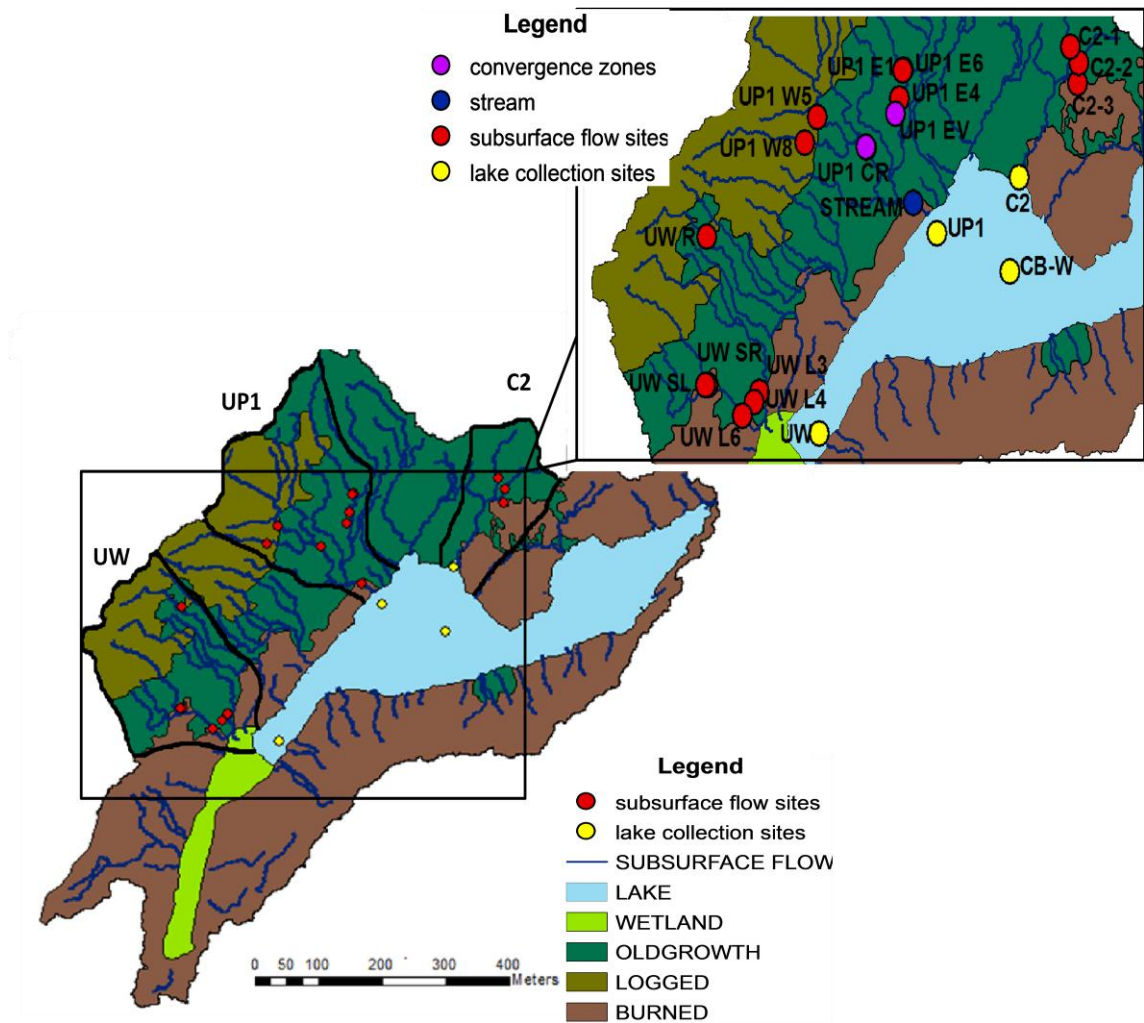 Legend
convergence zones
stream
subsurface flow sites
lake collection sites
C2-1
C2-2
C2-3
UP1 E1
UP1 E6
UP1 E4
UP1 W5
UP1 EV
UP1 W8
UP1 CR
STREAM
C2
UP1
UW R
CB-W
UW SR
UW L3
UW SL
UW L4
UW L6
UW
C2
UP1
UW
Legend
subsurface flow sites
lake collection sites
SUBSURFACE FLOW
LAKE
WETLAND
OLDGROWTH
LOGGED
BURNED
0 50 100 200 300 400
Meters